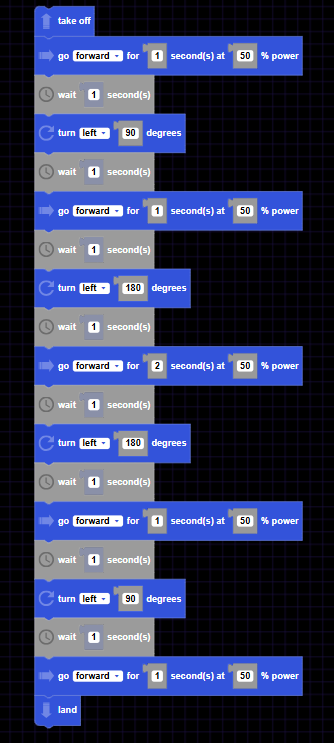 take off
go forward for 1 second(s) at 50 % power
wait 1 second(s)
turn left 90 degrees
wait 1 second(s)
go forward for 1 second(s) at 50 % power
wait 1 second(s)
turn left 180 degrees
wait 1 second(s)
go forward for 2 second(s) at 50 % power
wait 1 second(s)
turn left 180 degrees
wait 1 second(s)
go forward for 1 second(s) at 50 % power
wait 1 second(s)
turn left 90 degrees
wait 1 second(s)
go forward for 1 second(s) at 50 % power
land